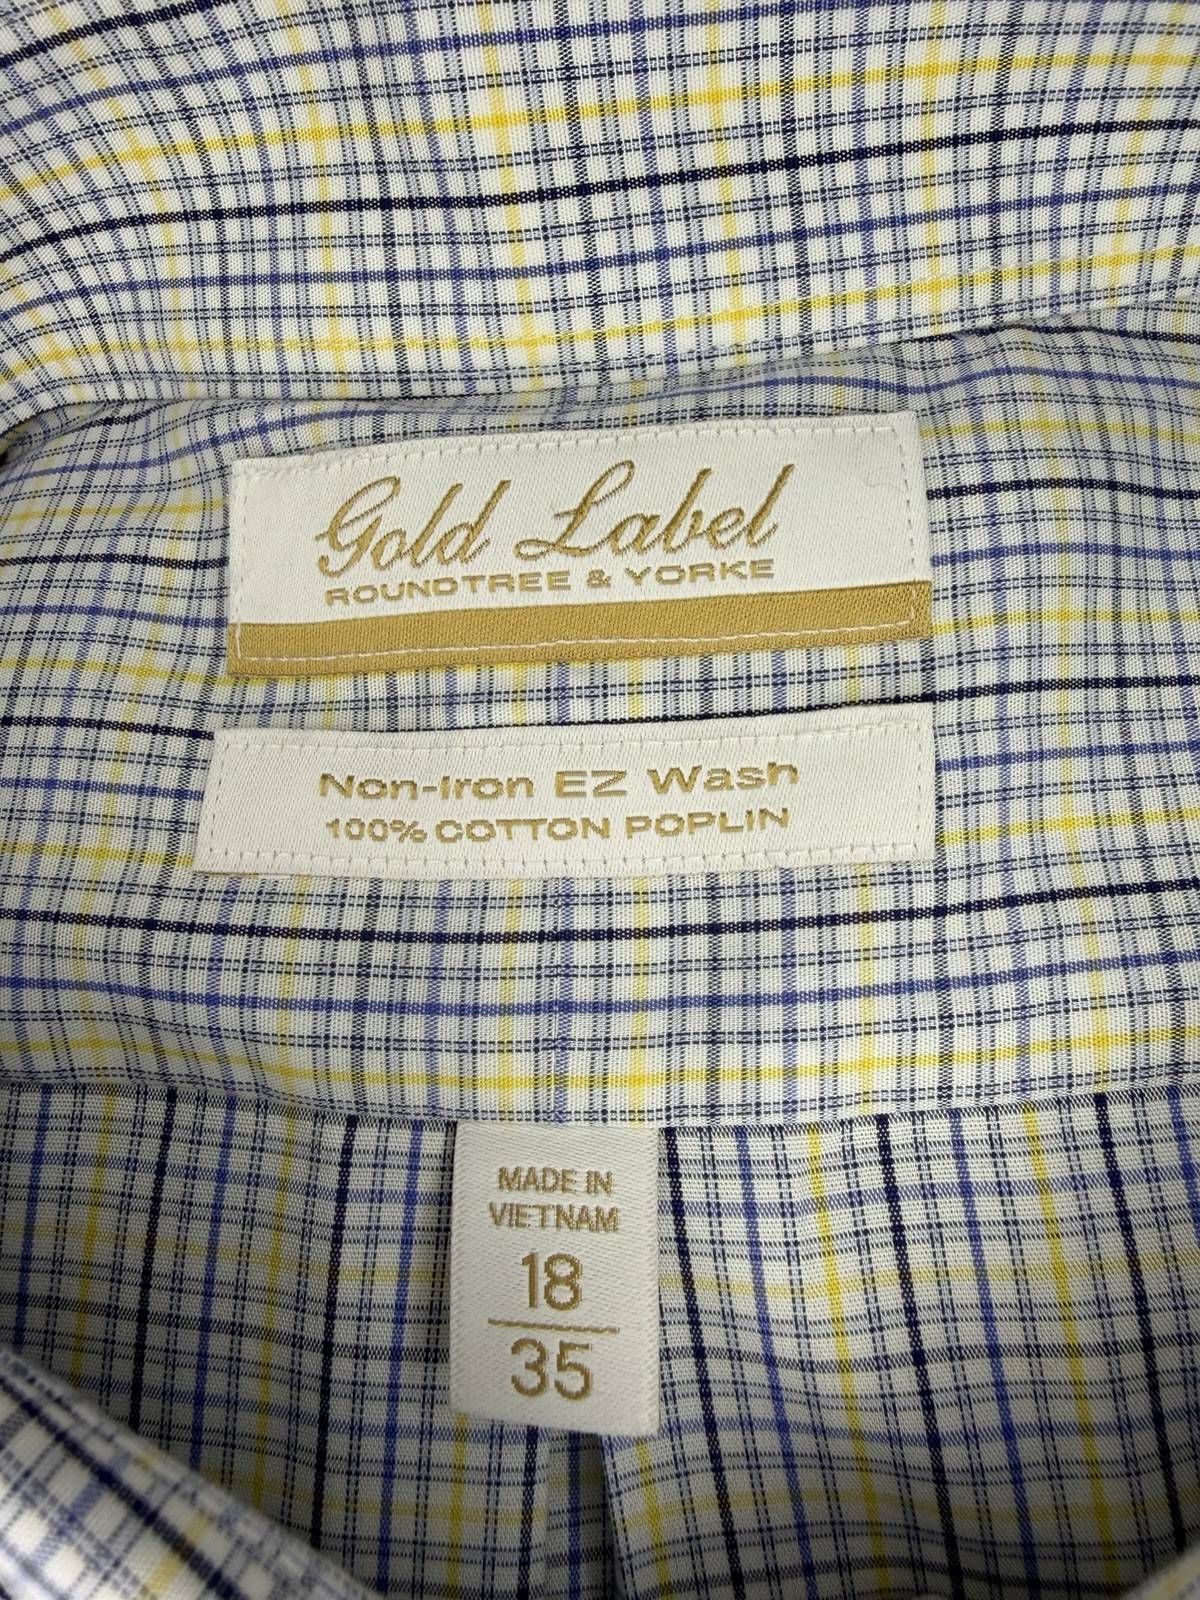 Gold Label
ROUNDTREE & YORKE
Non-Iron EZ Wash
100% COTTON POPLIN
MADE IN
VIETNAM
18
35